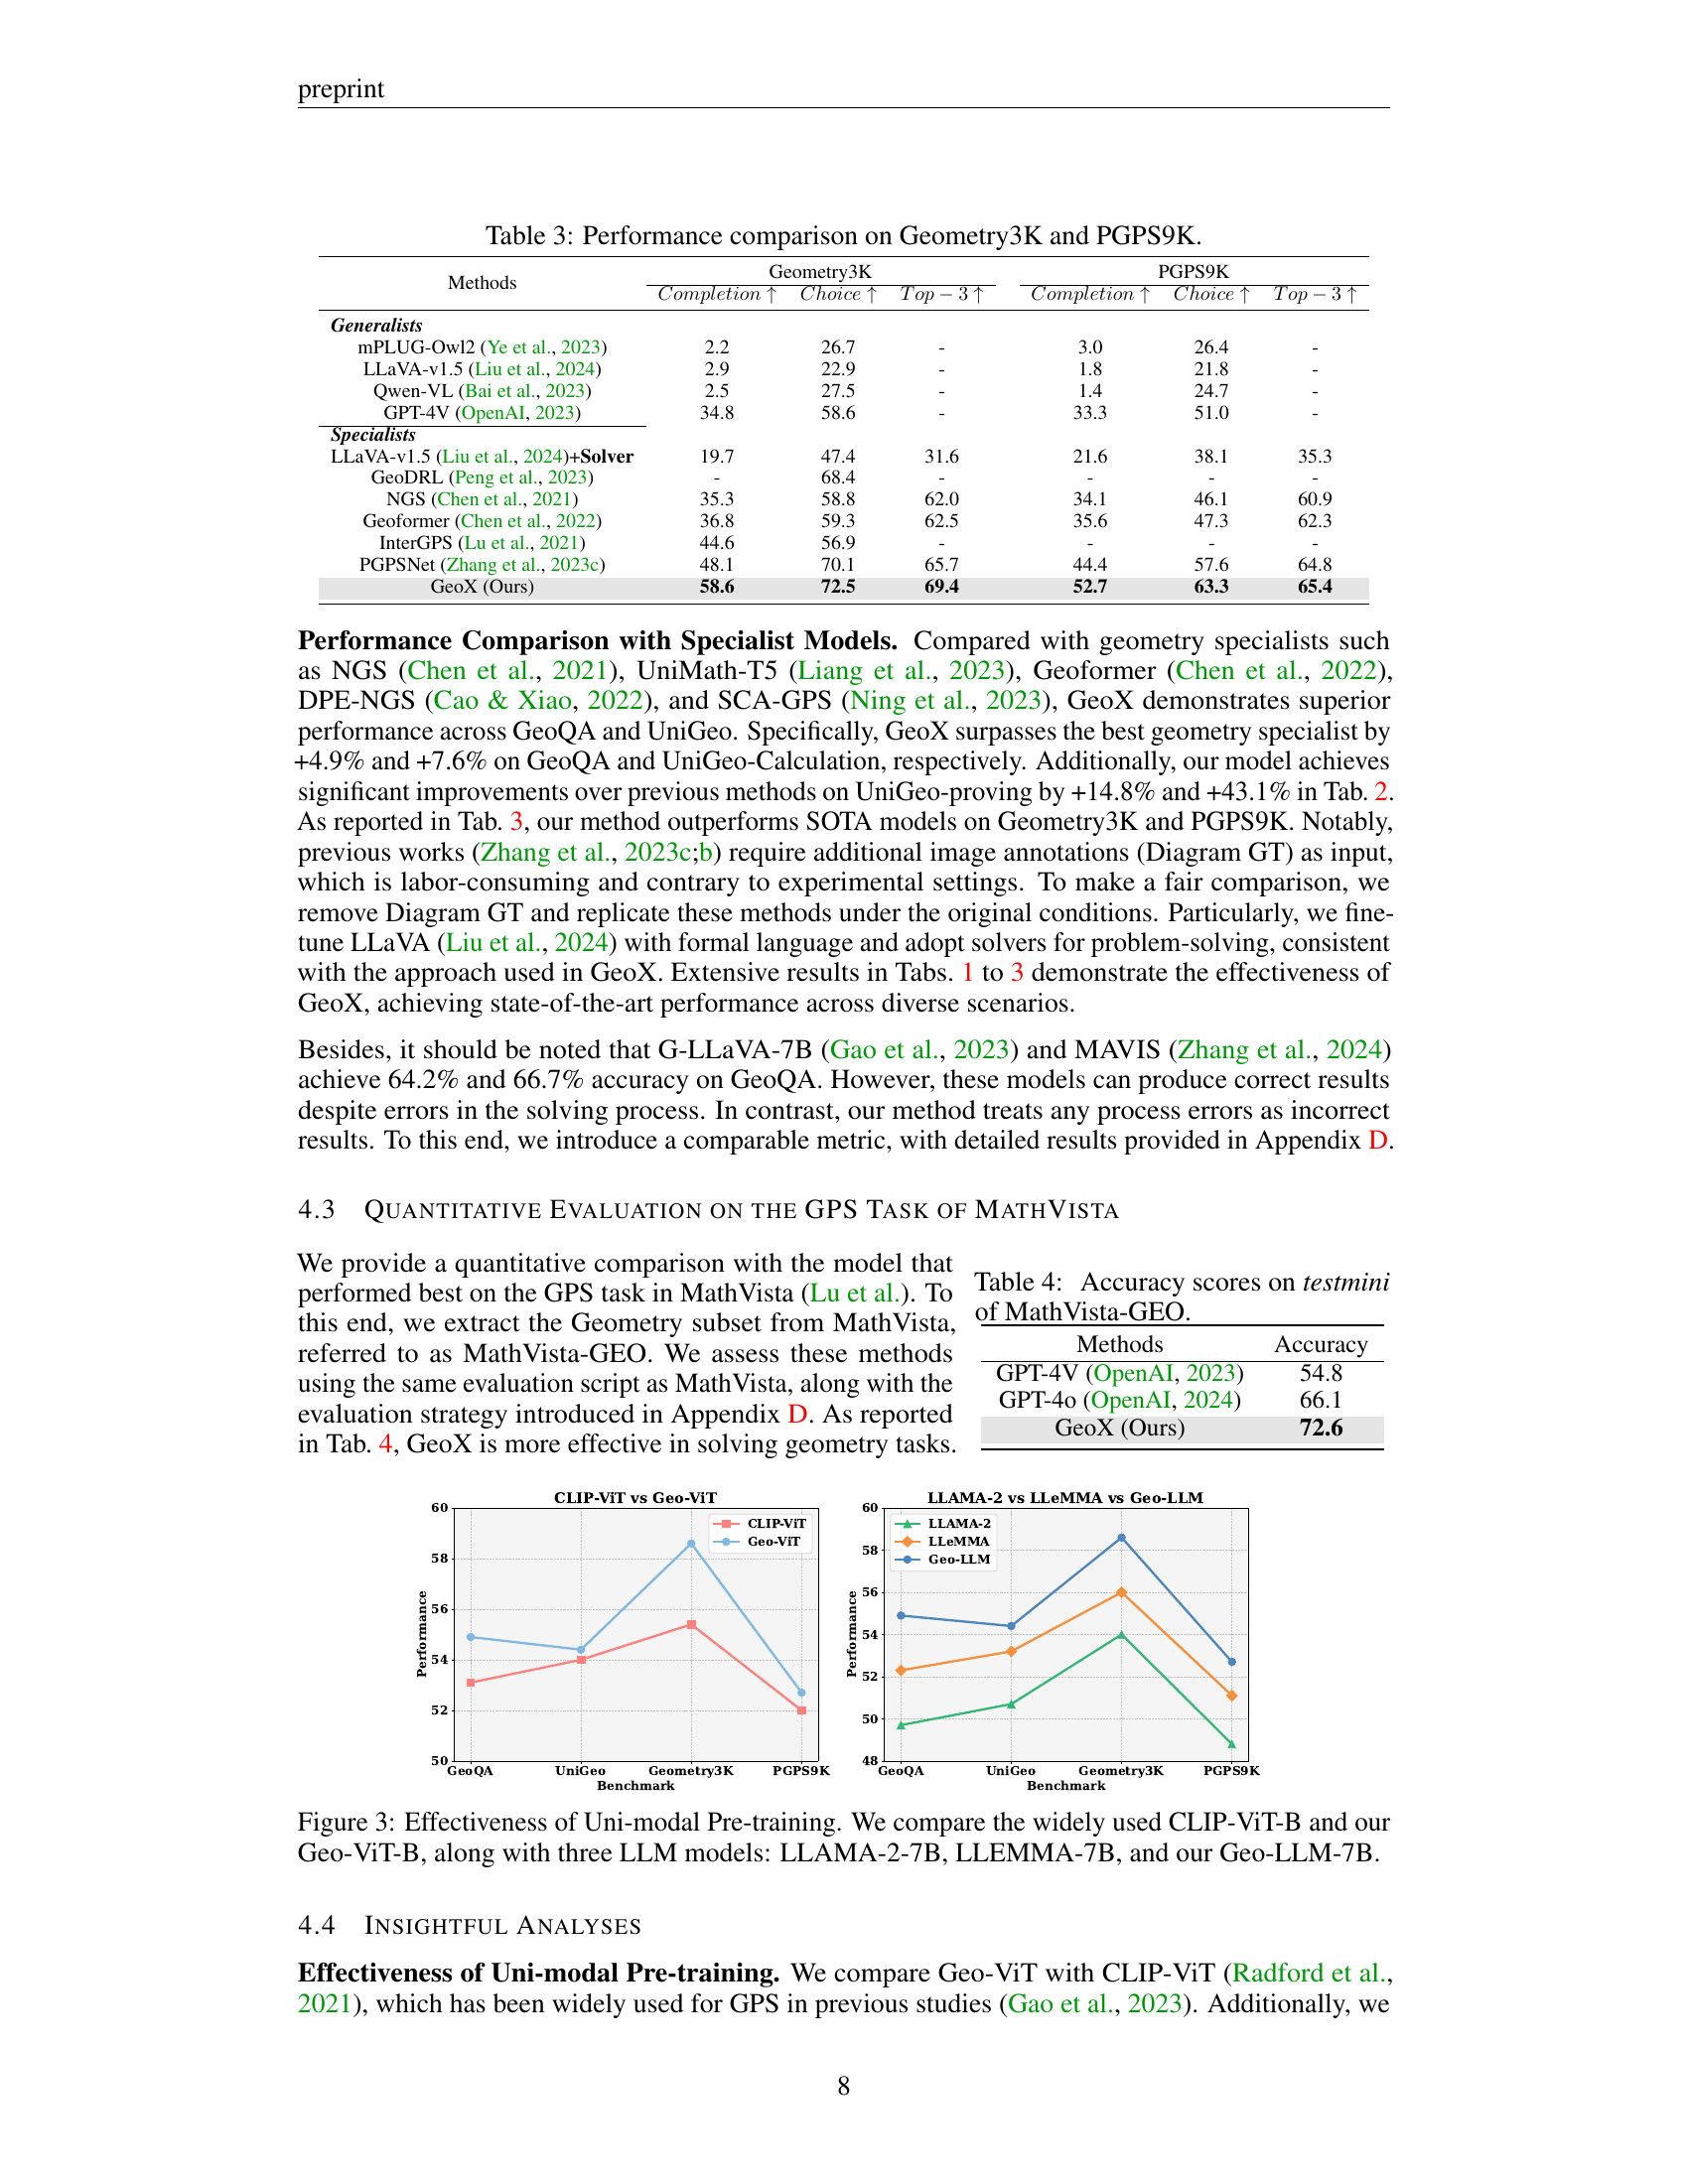 preprint
Table 3: Performance comparison on Geometry3K and PGPS9K.
Methods Geometry3K PGPS9K
Completion ↑ Choice ↑ Top − 3 ↑ Completion ↑ Choice ↑ Top − 3 ↑
Generalists
mPLUG-Owl2 (Ye et al., 2023) 2.2 26.7 - 3.0 26.4 -
LLaVA-v1.5 (Liu et al., 2024) 2.9 22.9 - 1.8 21.8 -
Qwen-VL (Bai et al., 2023) 2.5 27.5 - 1.4 24.7 -
GPT-4V (OpenAI, 2023) 34.8 58.6 - 33.3 51.0 -
Specialists
LLaVA-v1.5 (Liu et al., 2024)+Solver 19.7 47.4 31.6 21.6 38.1 35.3
GeoDRL (Peng et al., 2023) - 68.4 - - - -
NGS (Chen et al., 2021) 35.3 58.8 62.0 34.1 46.1 60.9
Geoformer (Chen et al., 2022) 36.8 59.3 62.5 35.6 47.3 62.3
InterGPS (Lu et al., 2021) 44.6 56.9 - - - -
PGPSNet (Zhang et al., 2023c) 48.1 70.1 65.7 44.4 57.6 64.8
GeoX (Ours) 58.6 72.5 69.4 52.7 63.3 65.4
Performance Comparison with Specialist Models. Compared with geometry specialists such
as NGS (Chen et al., 2021), UniMath-T5 (Liang et al., 2023), Geoformer (Chen et al., 2022),
DPE-NGS (Cao & Xiao, 2022), and SCA-GPS (Ning et al., 2023), GeoX demonstrates superior
performance across GeoQA and UniGeo. Specifically, GeoX surpasses the best geometry specialist by
+4.9% and +7.6% on GeoQA and UniGeo-Calculation, respectively. Additionally, our model achieves
significant improvements over previous methods on UniGeo-proving by +14.8% and +43.1% in Tab. 2.
As reported in Tab. 3, our method outperforms SOTA models on Geometry3K and PGPS9K. Notably,
previous works (Zhang et al., 2023c;b) require additional image annotations (Diagram GT) as input,
which is labor-consuming and contrary to experimental settings. To make a fair comparison, we
remove Diagram GT and replicate these methods under the original conditions. Particularly, we fine-
tune LLaVA (Liu et al., 2024) with formal language and adopt solvers for problem-solving, consistent
with the approach used in GeoX. Extensive results in Tabs. 1 to 3 demonstrate the effectiveness of
GeoX, achieving state-of-the-art performance across diverse scenarios.
Besides, it should be noted that G-LLaVA-7B (Gao et al., 2023) and MAVIS (Zhang et al., 2024)
achieve 64.2% and 66.7% accuracy on GeoQA. However, these models can produce correct results
despite errors in the solving process. In contrast, our method treats any process errors as incorrect
results. To this end, we introduce a comparable metric, with detailed results provided in Appendix D.
4.3 QUANTITATIVE EVALUATION ON THE GPS TASK OF MATHVISTA
We provide a quantitative comparison with the model that
performed best on the GPS task in MathVista (Lu et al.). To
this end, we extract the Geometry subset from MathVista,
referred to as MathVista-GEO. We assess these methods
using the same evaluation script as MathVista, along with the
evaluation strategy introduced in Appendix D. As reported
in Tab. 4, GeoX is more effective in solving geometry tasks.
Table 4: Accuracy scores on testmini
of MathVista-GEO.
Methods Accuracy
GPT-4V (OpenAI, 2023) 54.8
GPT-4o (OpenAI, 2024) 66.1
GeoX (Ours) 72.6
CLIP-ViT vs Geo-ViT
CLIP-ViT
Geo-ViT
Performance
60
58
56
54
52
50
GeoQA UniGeo Geometry3K PGPS9K
Benchmark
LLAMA-2 vs LLeMMA vs Geo-LLM
LLAMA-2
LLeMMA
Geo-LLM
Performance
60
58
56
54
52
50
48
GeoQA UniGeo Geometry3K PGPS9K
Benchmark
Figure 3: Effectiveness of Uni-modal Pre-training. We compare the widely used CLIP-ViT-B and our
Geo-ViT-B, along with three LLM models: LLAMA-2-7B, LLEMMA-7B, and our Geo-LLM-7B.
4.4 INSIGHTFUL ANALYSES
Effectiveness of Uni-modal Pre-training. We compare Geo-ViT with CLIP-ViT (Radford et al.,
2021), which has been widely used for GPS in previous studies (Gao et al., 2023). Additionally, we
8